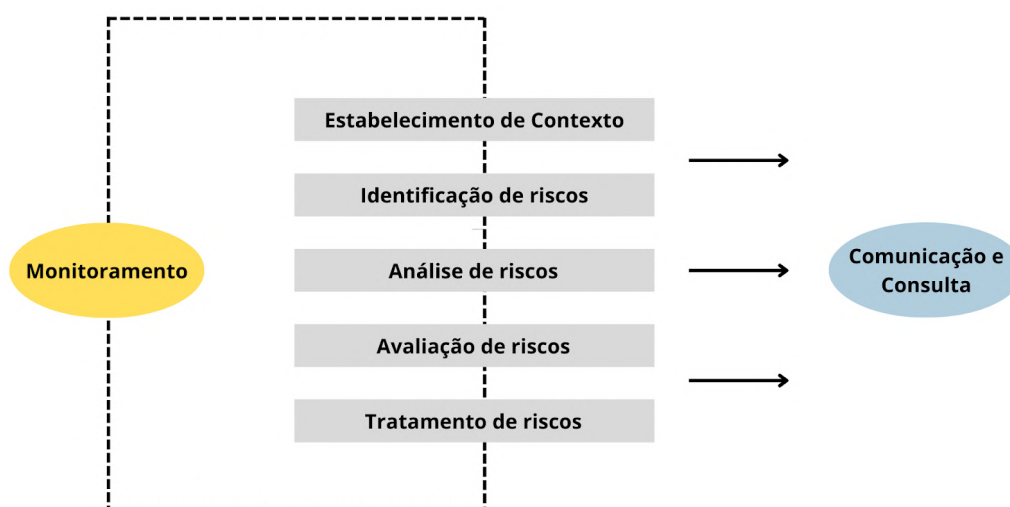 Estabelecimento de Contexto
Identificação de riscos
Monitoramento
Análise de riscos
Comunicação e
Consulta
Avaliação de riscos
Tratamento de riscos